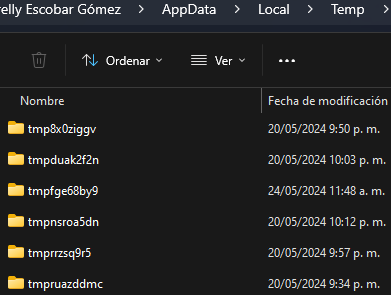 relly Escobar Gómez > AppData > Local > Temp >
Ordenar Ver ...
Nombre Fecha de modificación
tmp8x0ziggv 20/05/2024 9:50 p. m.
tmpduak2f2n 20/05/2024 10:03 p. m.
tmpfge68by9 24/05/2024 11:48 a. m.
tmpnsroa5dn 20/05/2024 10:12 p. m.
tmprrzsq9r5 20/05/2024 9:57 p. m.
tmpruazddmc 20/05/2024 9:34 p. m.